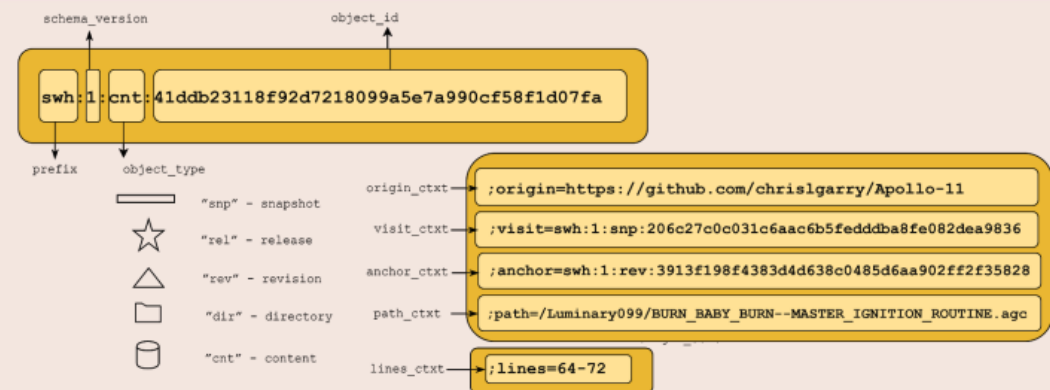 schema_version
object_id
swh:1:cnt:41ddb23118f92d7218099a5e7a990cf58f1d07fa
prefix
object_type
"snp" - snapshot
"rel" - release
"rev" - revision
"dir" - directory
"cnt" - content
origin_ctxt
;origin=https://github.com/chrislgarry/Apollo-11
visit_ctxt
;visit=swh:1:snp:206c27c0c031c6aac6b5fedddba8fe082dea9836
anchor_ctxt
;anchor=swh:1:rev:3913f198f4383d4d638c0485d6aa902ff2f35828
path_ctxt
;path=/Luminary099/BURN_BABY_BURN--MASTER_IGNITION_ROUTINE.agc
lines_ctxt
;lines=64-72